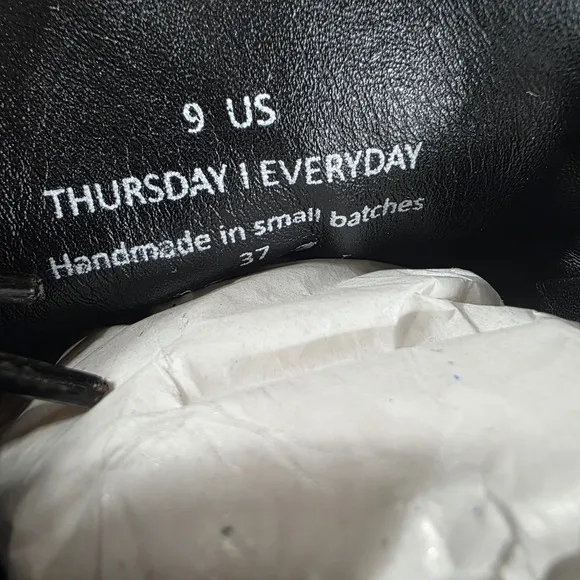 9 US
THURSDAY | EVERYDAY
Handmade in small batches
37